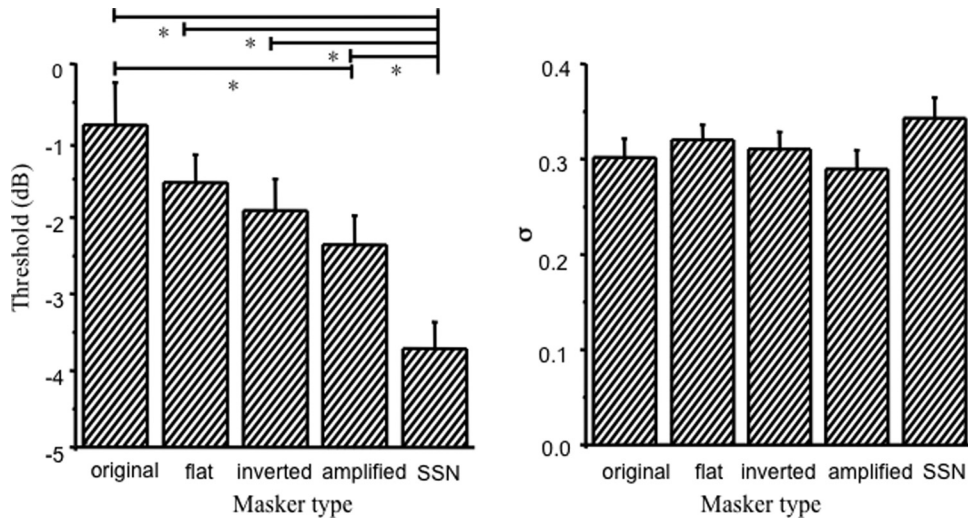 *
*
*
*
*
0
-1
-2
-3
-4
-5
Threshold (dB)
original flat inverted amplified SSN
Masker type
0.4
0.3
0.2
0.1
0.0
σ
original flat inverted amplified SSN
Masker type